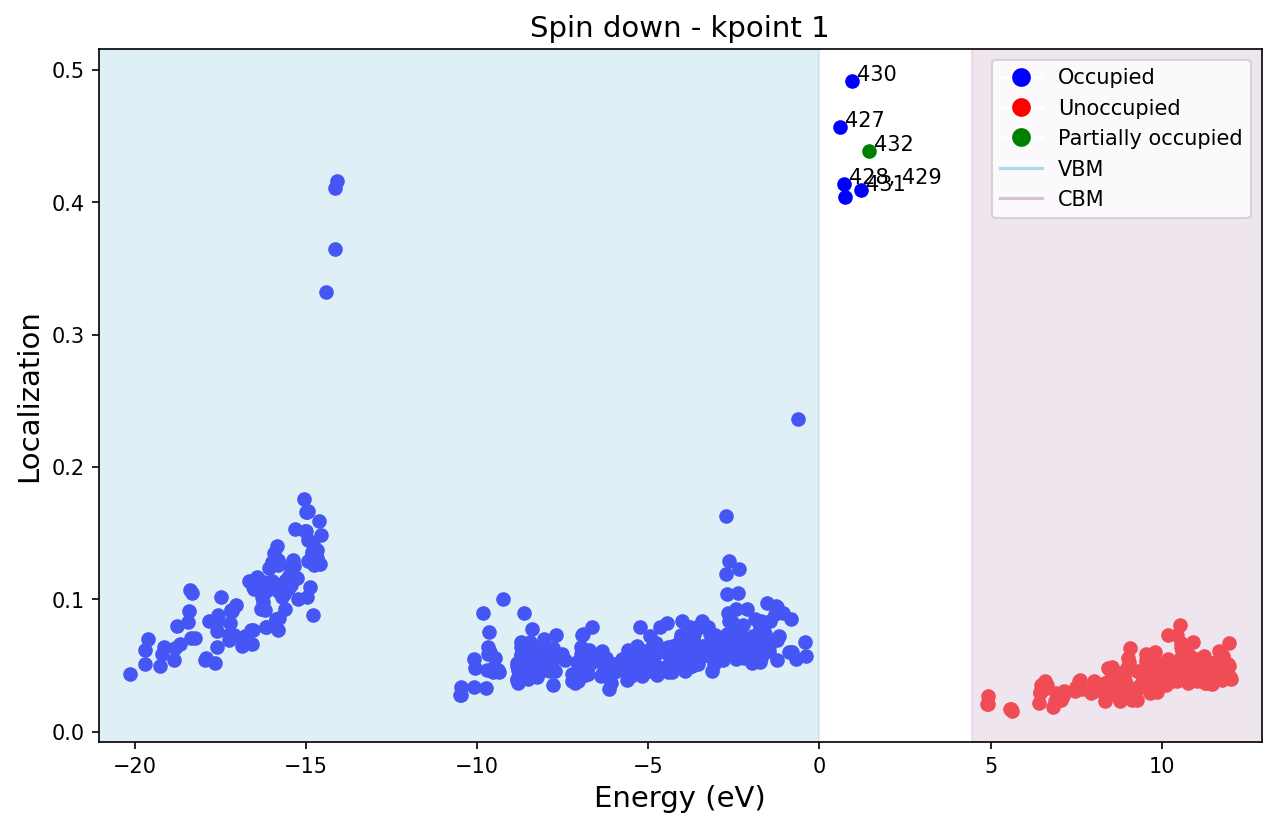 Spin down - kpoint 1
Localization
0.5
0.4
0.3
0.2
0.1
0.0
430
427
432
428, 429
431
Occupied
Unoccupied
Partially occupied
VBM
CBM
−20
−15
−10
−5
0
5
10
Energy (eV)